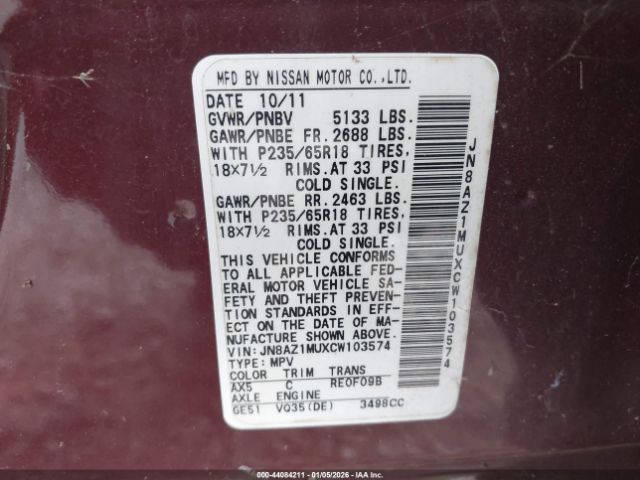 MFD BY NISSAN MOTOR CO.,LTD.
DATE 10/11
GVWR/PNBV 5133 LBS.
GAWR/PNBE FR. 2688 LBS.
WITH P235/65R18 TIRES,
18X7½ RIMS.AT 33 PSI
COLD SINGLE.
GAWR/PNBE RR. 2463 LBS.
WITH P235/65R18 TIRES,
18X7½ RIMS.AT 33 PSI
COLD SINGLE.
THIS VEHICLE CONFORMS
TO ALL APPLICABLE FED-
ERAL MOTOR VEHICLE SA-
FETY AND THEFT PREVEN-
TION STANDARDS IN EFF-
ECT ON THE DATE OF MA-
NUFACTURE SHOWN ABOVE.
VIN: JN8AZ1MUXCW103574
TYPE: MPV
COLOR TRIM TRANS
AX5 C RE0F09B
AXLE ENGINE
GE51 VQ35(DE) 3498CC
JN8AZ1MUXCW103574
000-44084211 - 01/05/2026 - IAA Inc.